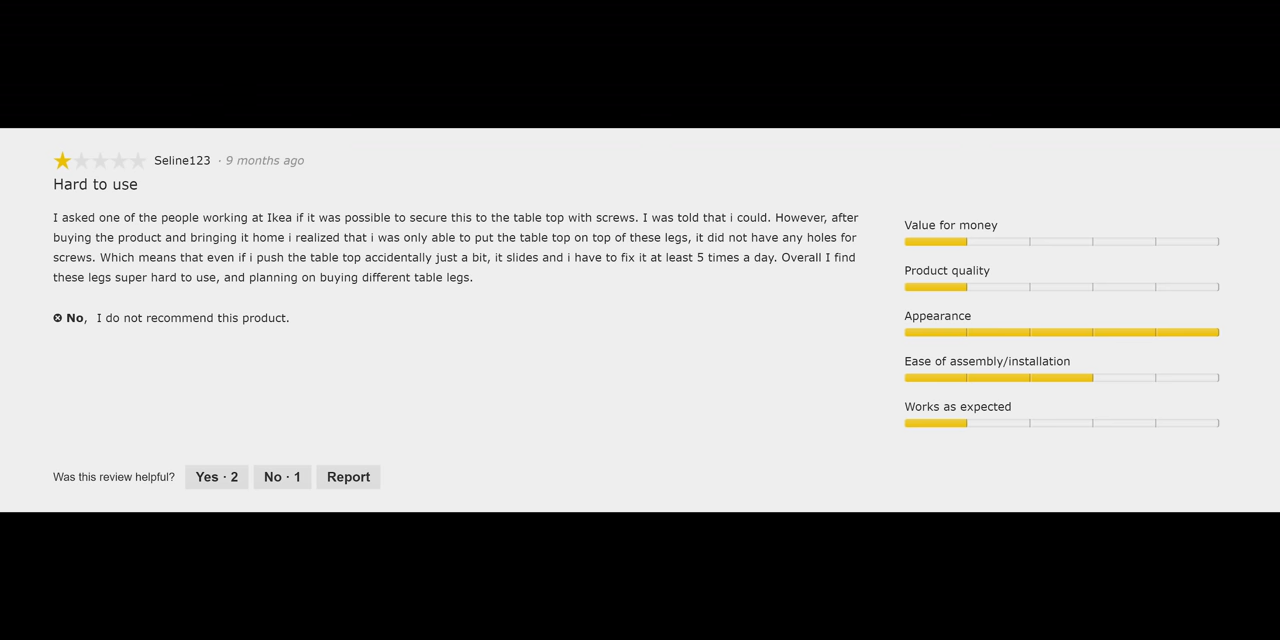 Seline123 · 9 months ago
Hard to use
I asked one of the people working at Ikea if it was possible to secure this to the table top with screws. I was told that i could. However, after
buying the product and bringing it home i realized that i was only able to put the table top on top of these legs, it did not have any holes for
screws. Which means that even if i push the table top accidentally just a bit, it slides and i have to fix it at least 5 times a day. Overall I find
these legs super hard to use, and planning on buying different table legs.
No, I do not recommend this product.
Value for money
Product quality
Appearance
Ease of assembly/installation
Works as expected
Was this review helpful? Yes · 2 No · 1 Report